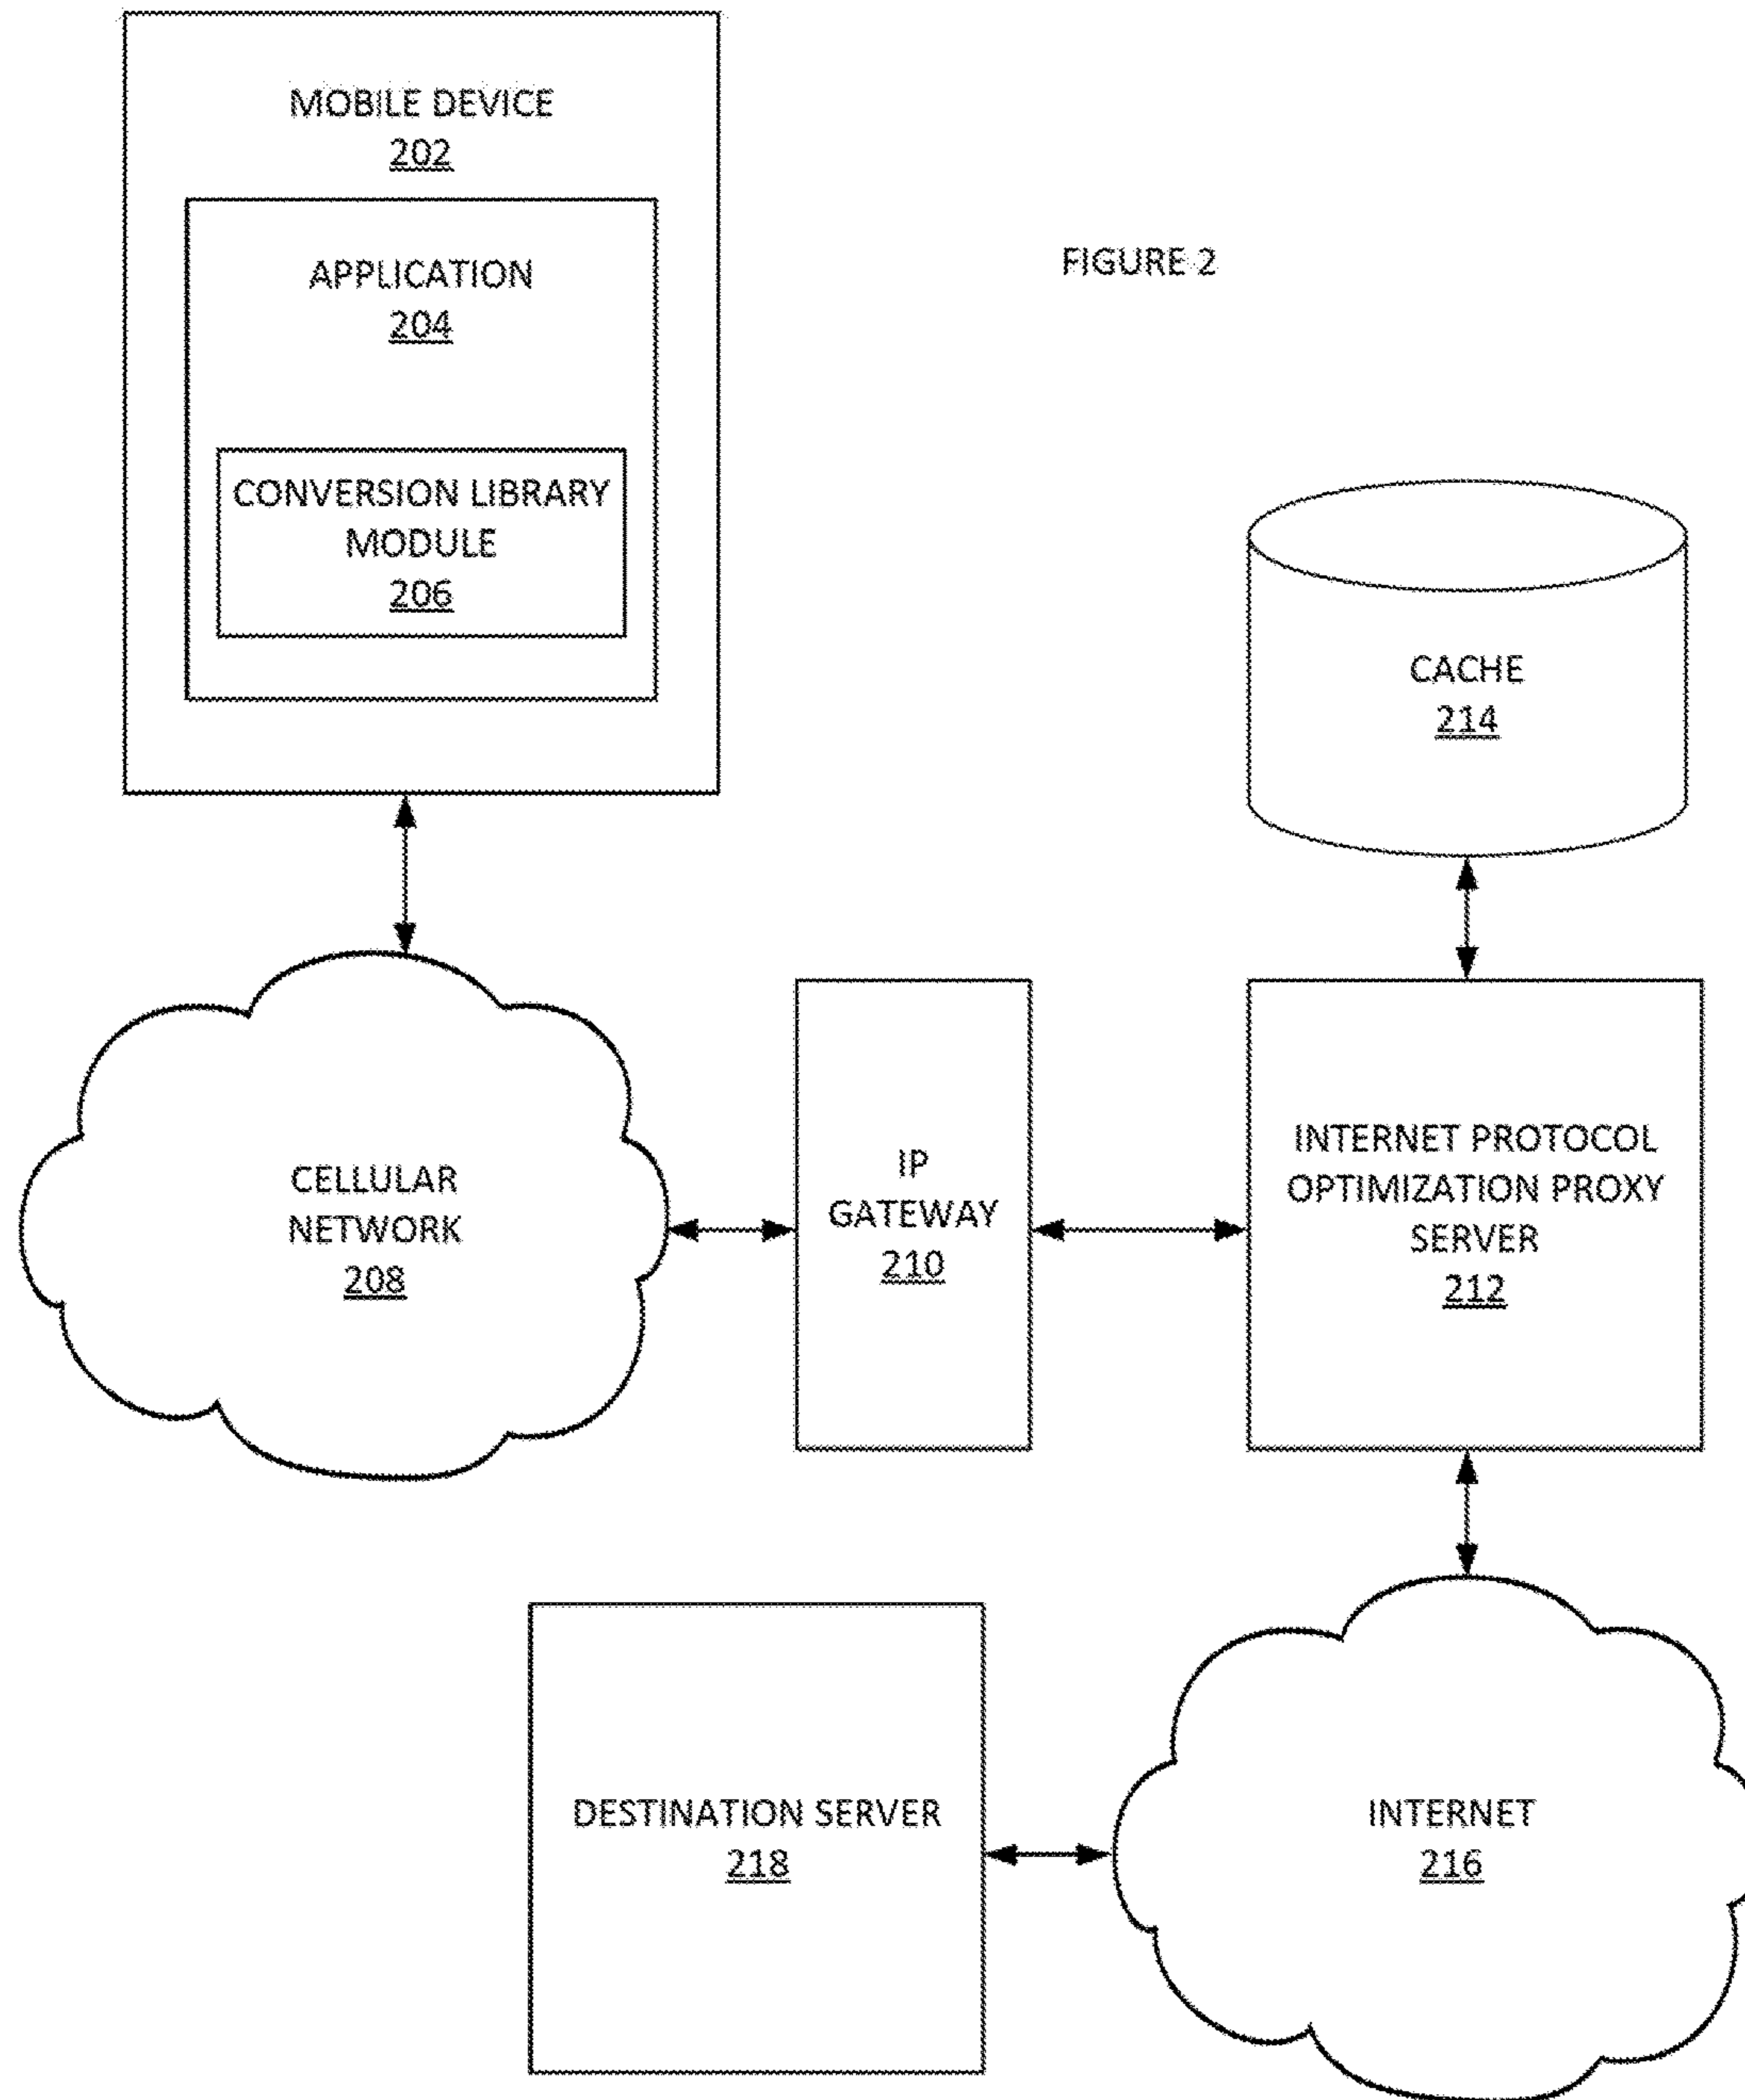 MOBILE DEVICE
202
APPLICATION
204
FIGURE 2
CONVERSION LIBRARY
MODULE
206
CACHE
214
CELLULAR
NETWORK
208
IP
GATEWAY
210
INTERNET PROTOCOL
OPTIMIZATION PROXY
SERVER
212
DESTINATION SERVER
218
INTERNET
216